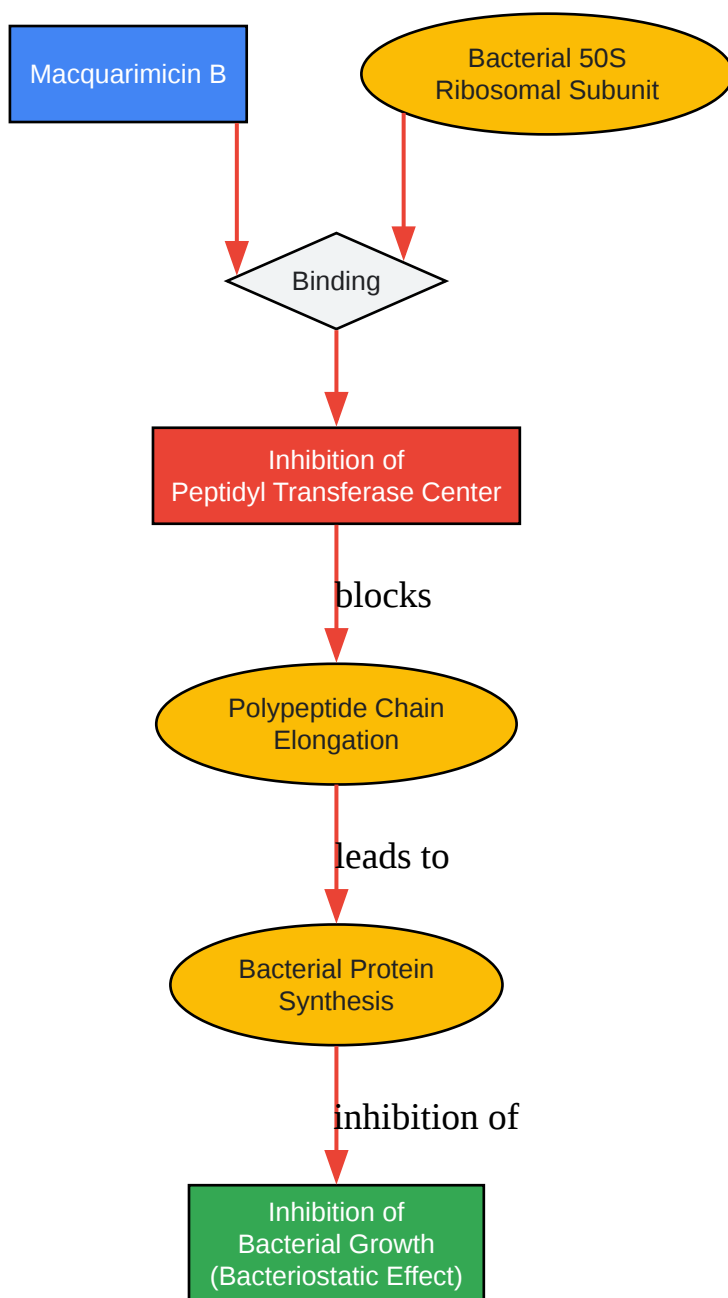 Macquarimicin B
Bacterial 50S
Ribosomal Subunit
Binding
Inhibition of
Peptidyl Transferase Center
blocks
Polypeptide Chain
Elongation
leads to
Bacterial Protein
Synthesis
inhibition of
Inhibition of
Bacterial Growth
(Bacteriostatic Effect)